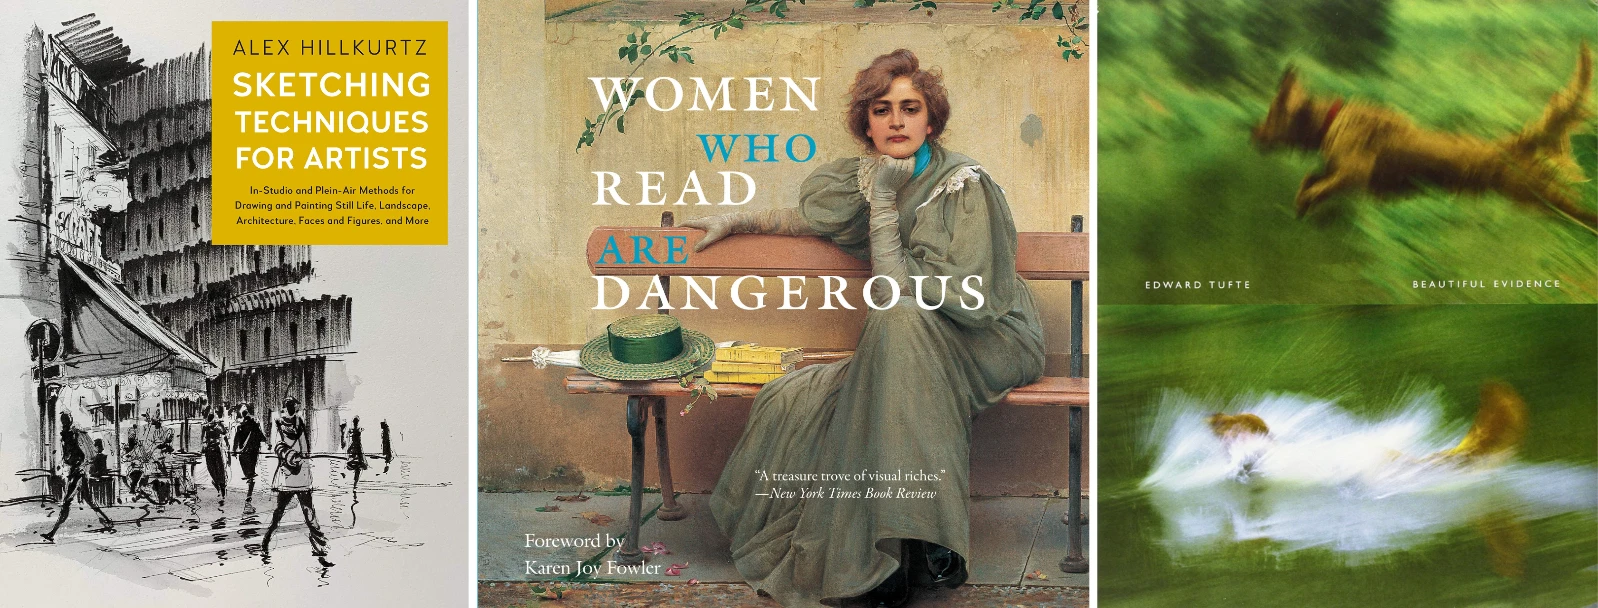 ALEX HILLKURTZ
SKETCHING
TECHNIQUES
FOR ARTISTS
In-Studio and Plein-Air Methods for
Drawing and Painting Still Life, Landscape,
Architecture, Faces and Figures, and More
WOMEN
WHO
READ
ARE
DANGEROUS
“A treasure trove of visual riches.”
—New York Times Book Review
Foreword by
Karen Joy Fowler
EDWARD TUFTE
BEAUTIFUL EVIDENCE